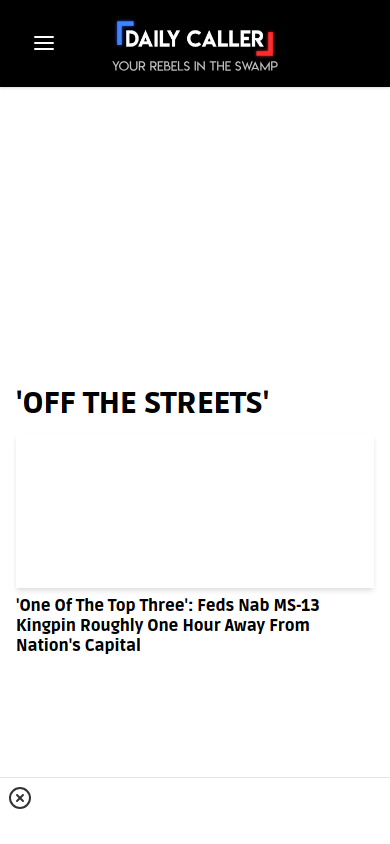 DAILY CALLER
YOUR REBELS IN THE SWAMP
'OFF THE STREETS'
'One Of The Top Three': Feds Nab MS-13
Kingpin Roughly One Hour Away From
Nation's Capital